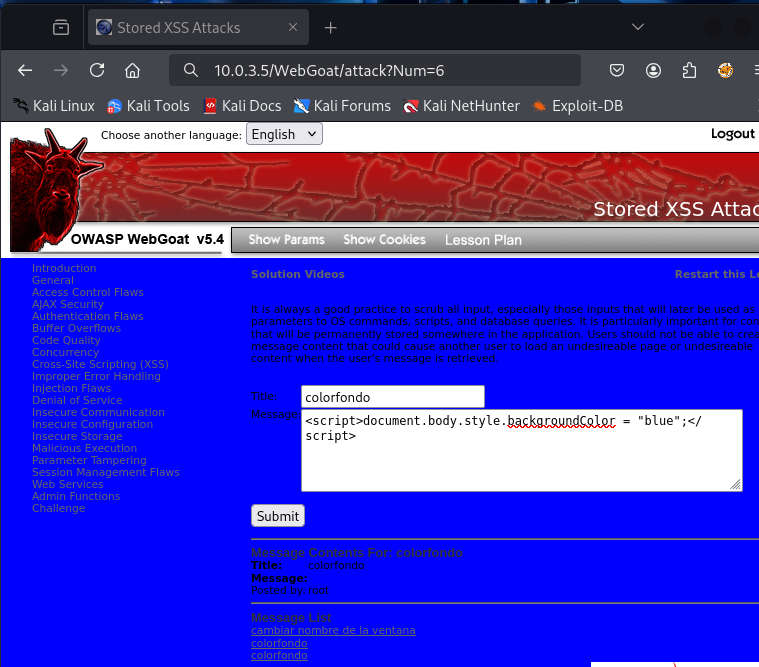 Stored XSS Attacks
10.0.3.5/WebGoat/attack?Num=6
Kali Linux Kali Tools Kali Docs Kali Forums Kali NetHunter Exploit-DB
Choose another language: English Logout
Stored XSS Attac
OWASP WebGoat v5.4 Show Params Show Cookies Lesson Plan
Introduction
General
Access Control Flaws
AJAX Security
Authentication Flaws
Buffer Overflows
Code Quality
Concurrency
Cross-Site Scripting (XSS)
Improper Error Handling
Injection Flaws
Denial of Service
Insecure Communication
Insecure Configuration
Insecure Storage
Malicious Execution
Parameter Tampering
Session Management Flaws
Web Services
Admin Functions
Challenge
Solution Videos Restart this Le
It is always a good practice to scrub all input, especially those inputs that will later be used as
parameters to OS commands, scripts, and database queries. It is particularly important for con
that will be permanently stored somewhere in the application. Users should not be able to crea
message content that could cause another user to load an undesireable page or undesireable
content when the user's message is retrieved.
Title: colorfondo
Message: <script>document.body.style.backgroundColor = "blue";</
script>
Submit
Message Contents For: colorfondo
Title: colorfondo
Message:
Posted by: root
Message List
cambiar nombre de la ventana
colorfondo
colorfondo